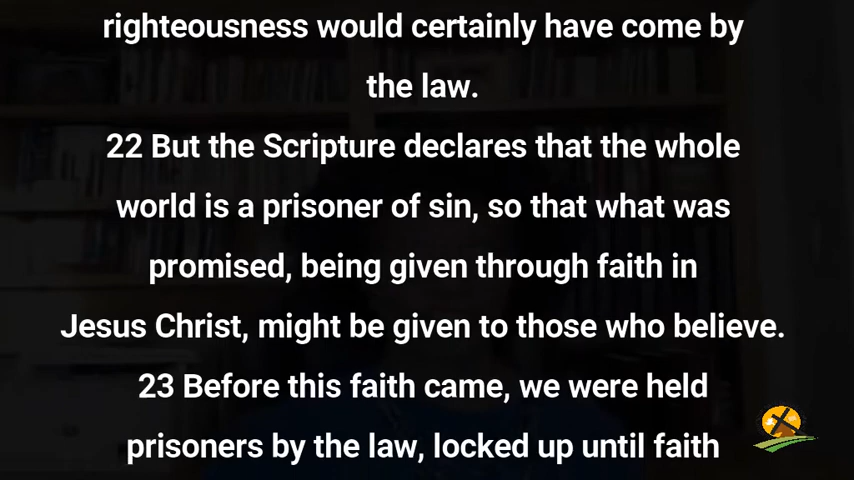 righteousness would certainly have come by
the law.
22 But the Scripture declares that the whole
world is a prisoner of sin, so that what was
promised, being given through faith in
Jesus Christ, might be given to those who believe.
23 Before this faith came, we were held
prisoners by the law, locked up until faith